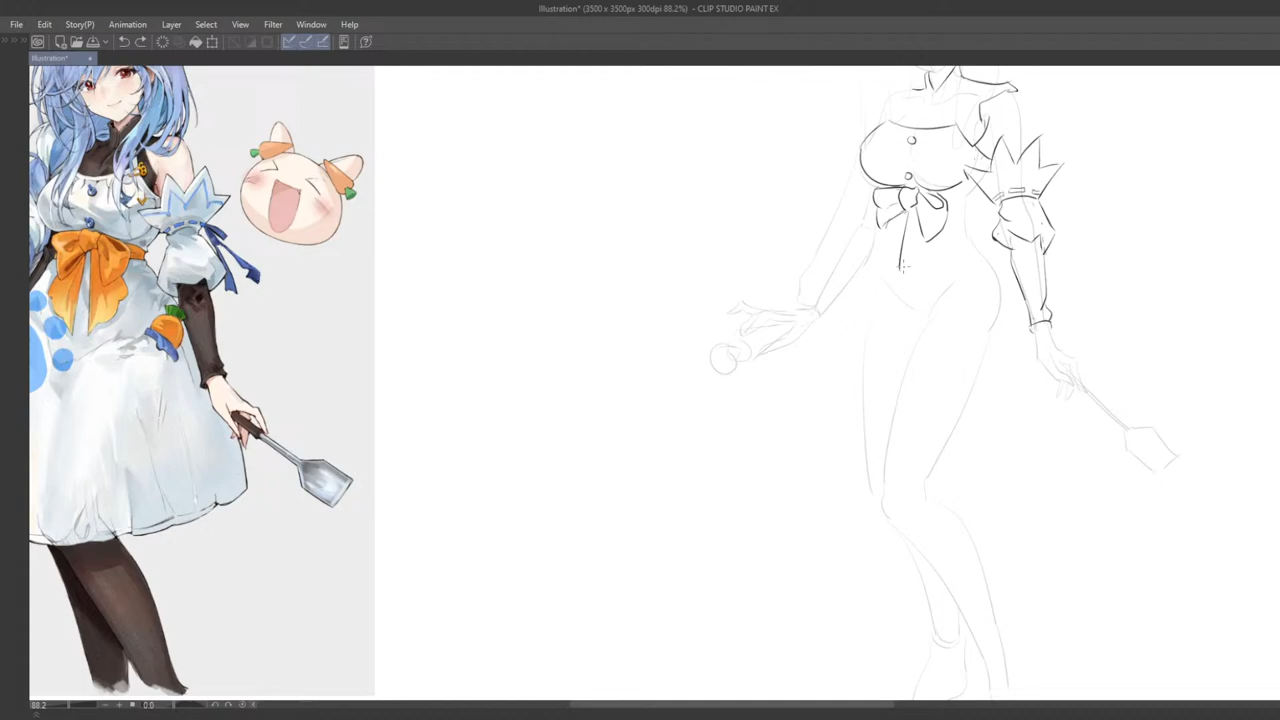 Illustration* (3500 x 3500px 300dpi 88.2%) - CLIP STUDIO PAINT EX
File Edit Story(P) Animation Layer Select View Filter Window Help
Illustration*
88.2 0.0